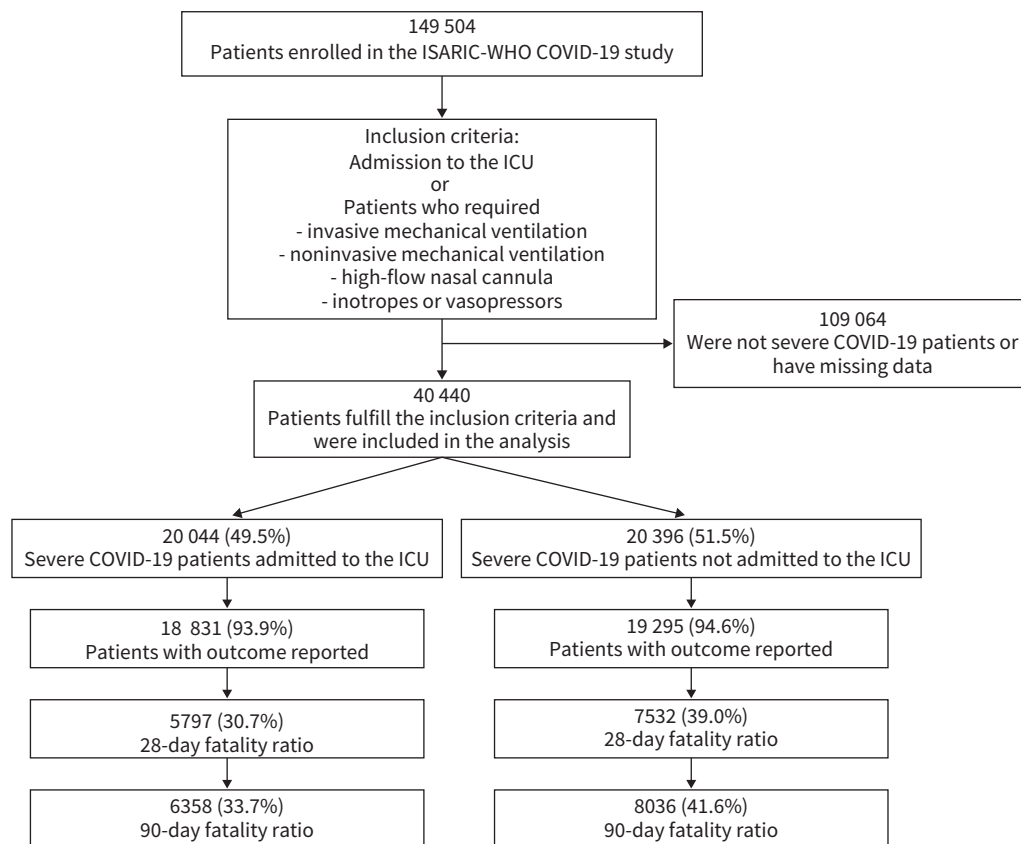 149 504
Patients enrolled in the ISARIC-WHO COVID-19 study
Inclusion criteria:
Admission to the ICU
or
Patients who required
- invasive mechanical ventilation
- noninvasive mechanical ventilation
- high-flow nasal cannula
- inotropes or vasopressors
109 064
Were not severe COVID-19 patients or
have missing data
40 440
Patients fulfill the inclusion criteria and
were included in the analysis
20 044 (49.5%)
Severe COVID-19 patients admitted to the ICU
20 396 (51.5%)
Severe COVID-19 patients not admitted to the ICU
18 831 (93.9%)
Patients with outcome reported
19 295 (94.6%)
Patients with outcome reported
5797 (30.7%)
28-day fatality ratio
7532 (39.0%)
28-day fatality ratio
6358 (33.7%)
90-day fatality ratio
8036 (41.6%)
90-day fatality ratio